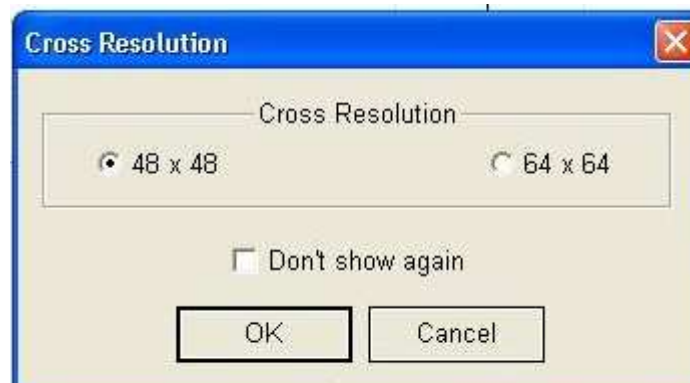 Cross Resolution
Cross Resolution
48 x 48 64 x 64
Don't show again
OK Cancel